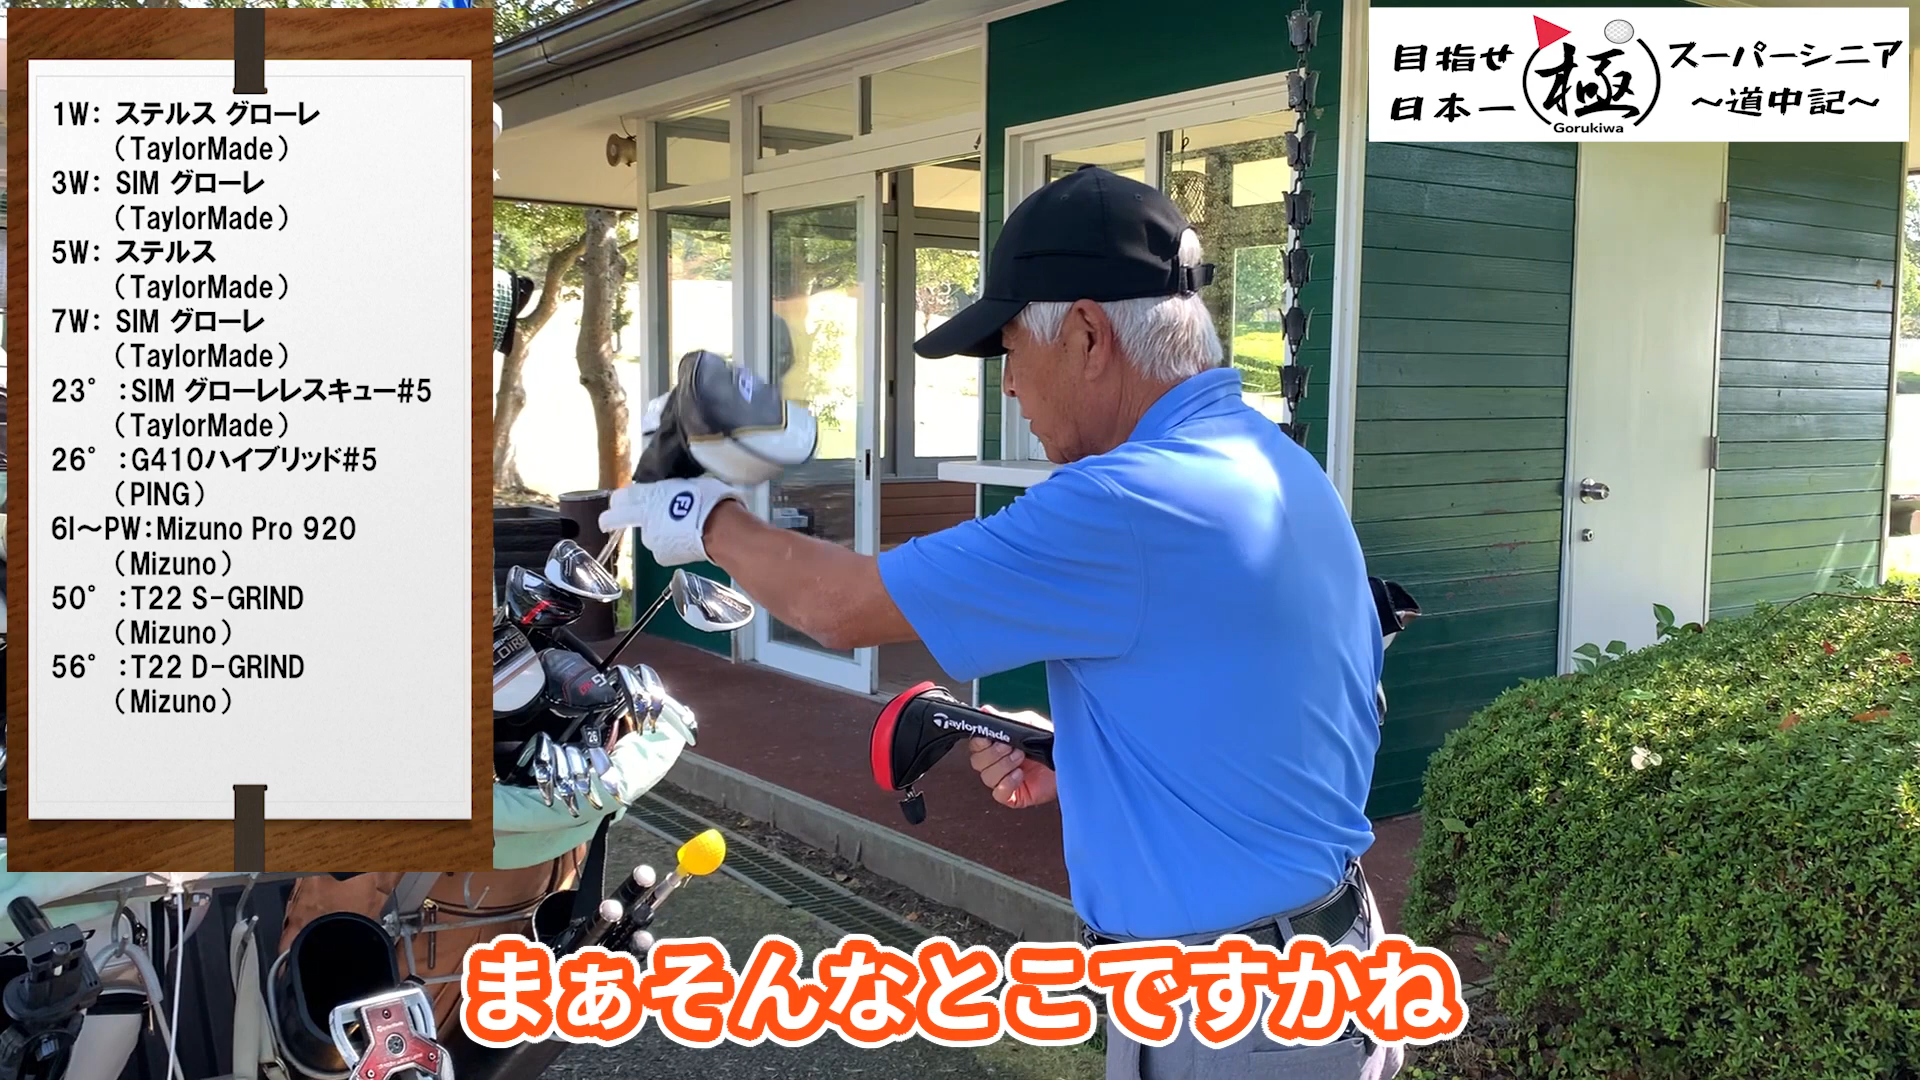 1W: ステルス グローレ
(TaylorMade)
3W: SIM グローレ
(TaylorMade)
5W: ステルス
(TaylorMade)
7W: SIM グローレ
(TaylorMade)
23° :SIM グローレレスキュー#5
(TaylorMade)
26° :G410ハイブリッド#5
(PING)
6I～PW:Mizuno Pro 920
(Mizuno)
50° :T22 S-GRIND
(Mizuno)
56° :T22 D-GRIND
(Mizuno)
目指せ
日本一
極
Gorukiwa
スーパーシニア
～道中記～
TaylorMade
26
まぁそんなとこですかね